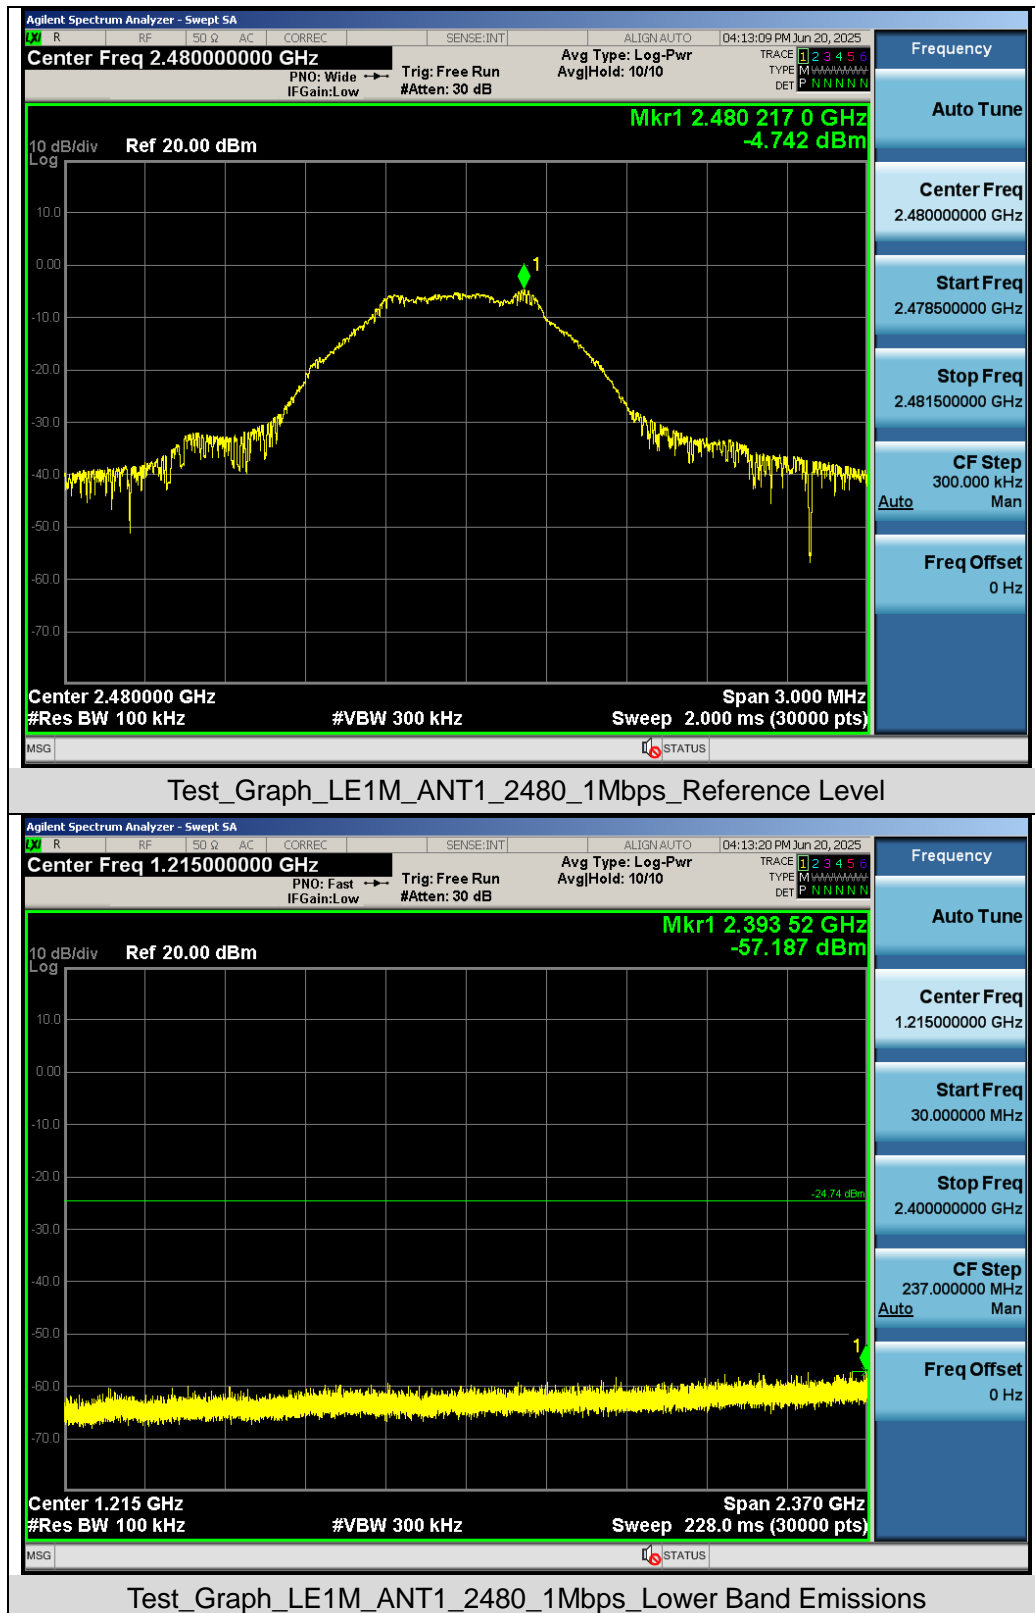 Agilent Spectrum Analyzer - Swept SA
LXI R RF 50 Ω AC CORREC SENSE:INT ALIGN AUTO 04:13:09 PM Jun 20, 2025
Center Freq 2.480000000 GHz
PNO: Wide
IFGain:Low
Trig: Free Run
#Atten: 30 dB
Avg Type: Log-Pwr
Avg|Hold: 10/10
TRACE 1 2 3 4 5 6
TYPE M
DET P N N N N N
Mkr1 2.480 217 0 GHz
-4.742 dBm
10 dB/div Ref 20.00 dBm
Log
10.0
0.00
-10.0
-20.0
-30.0
-40.0
-50.0
-60.0
-70.0
1
Center 2.480000 GHz
Span 3.000 MHz
#Res BW 100 kHz #VBW 300 kHz Sweep 2.000 ms (30000 pts)
MSG STATUS
Frequency
Auto Tune
Center Freq
2.480000000 GHz
Start Freq
2.478500000 GHz
Stop Freq
2.481500000 GHz
CF Step
300.000 kHz
Auto Man
Freq Offset
0 Hz
Test_Graph_LE1M_ANT1_2480_1Mbps_Reference Level
Agilent Spectrum Analyzer - Swept SA
LXI R RF 50 Ω AC CORREC SENSE:INT ALIGN AUTO 04:13:20 PM Jun 20, 2025
Center Freq 1.215000000 GHz
PNO: Fast
IFGain:Low
Trig: Free Run
#Atten: 30 dB
Avg Type: Log-Pwr
Avg|Hold: 10/10
TRACE 1 2 3 4 5 6
TYPE M
DET P N N N N N
Mkr1 2.393 52 GHz
-57.187 dBm
10 dB/div Ref 20.00 dBm
Log
10.0
0.00
-10.0
-20.0
-24.74 dBm
-30.0
-40.0
-50.0
-60.0
-70.0
1
Center 1.215 GHz
Span 2.370 GHz
#Res BW 100 kHz #VBW 300 kHz Sweep 228.0 ms (30000 pts)
MSG STATUS
Frequency
Auto Tune
Center Freq
1.215000000 GHz
Start Freq
30.000000 MHz
Stop Freq
2.400000000 GHz
CF Step
237.000000 MHz
Auto Man
Freq Offset
0 Hz
Test_Graph_LE1M_ANT1_2480_1Mbps_Lower Band Emissions